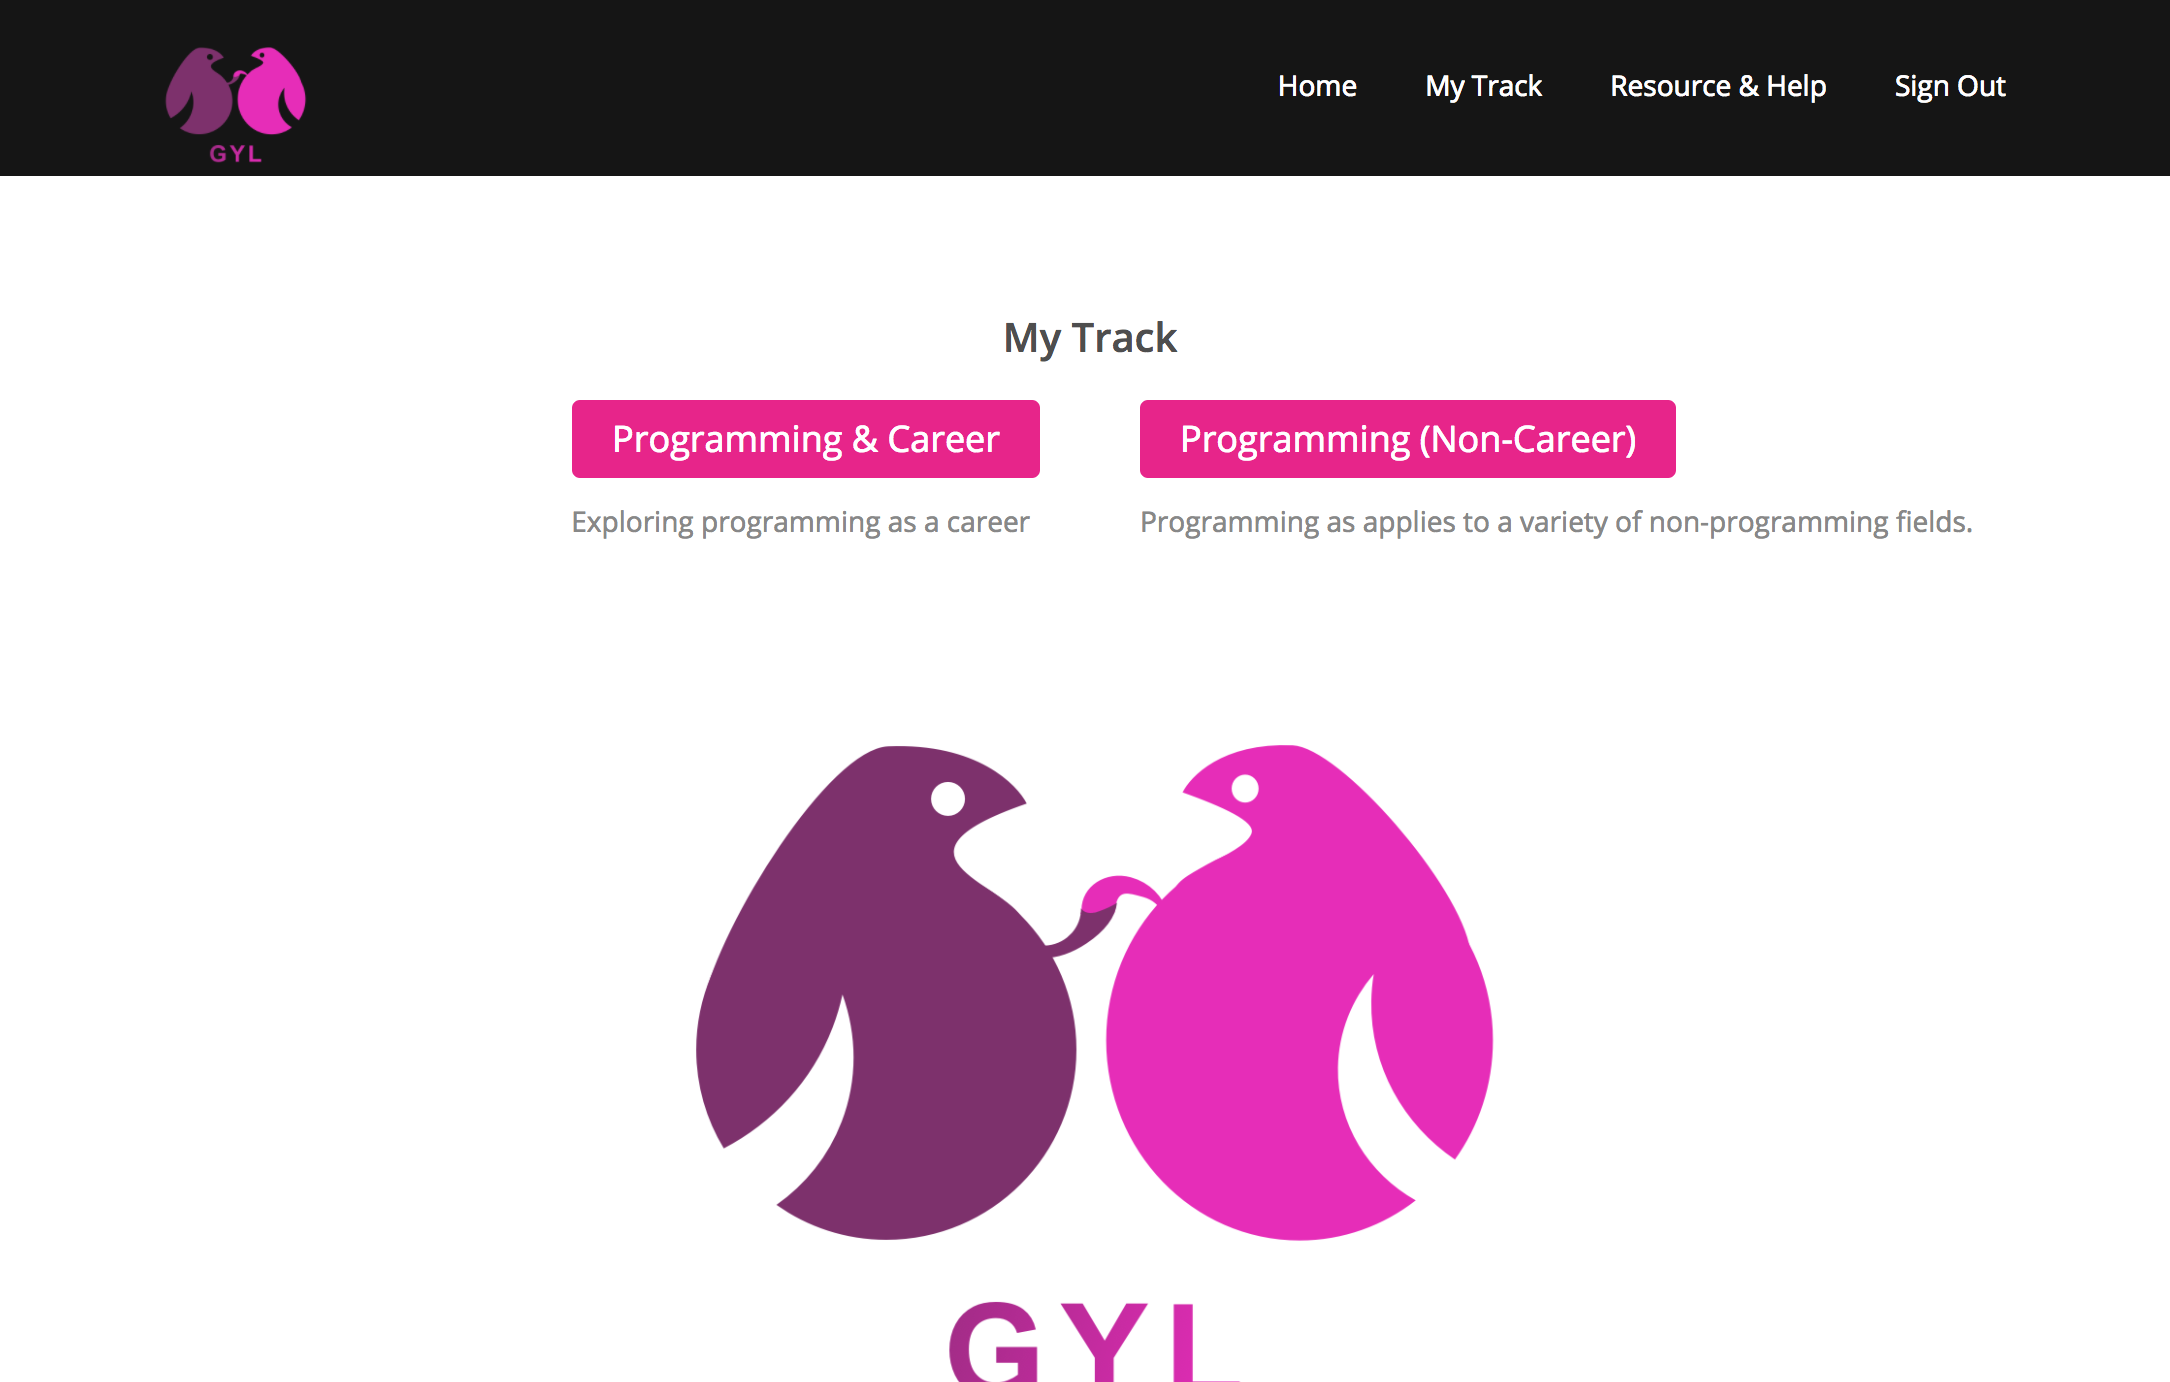 GYL
Home
My Track
Resource & Help
Sign Out
My Track
Programming & Career
Programming (Non-Career)
Exploring programming as a career
Programming as applies to a variety of non-programming fields.
GYL